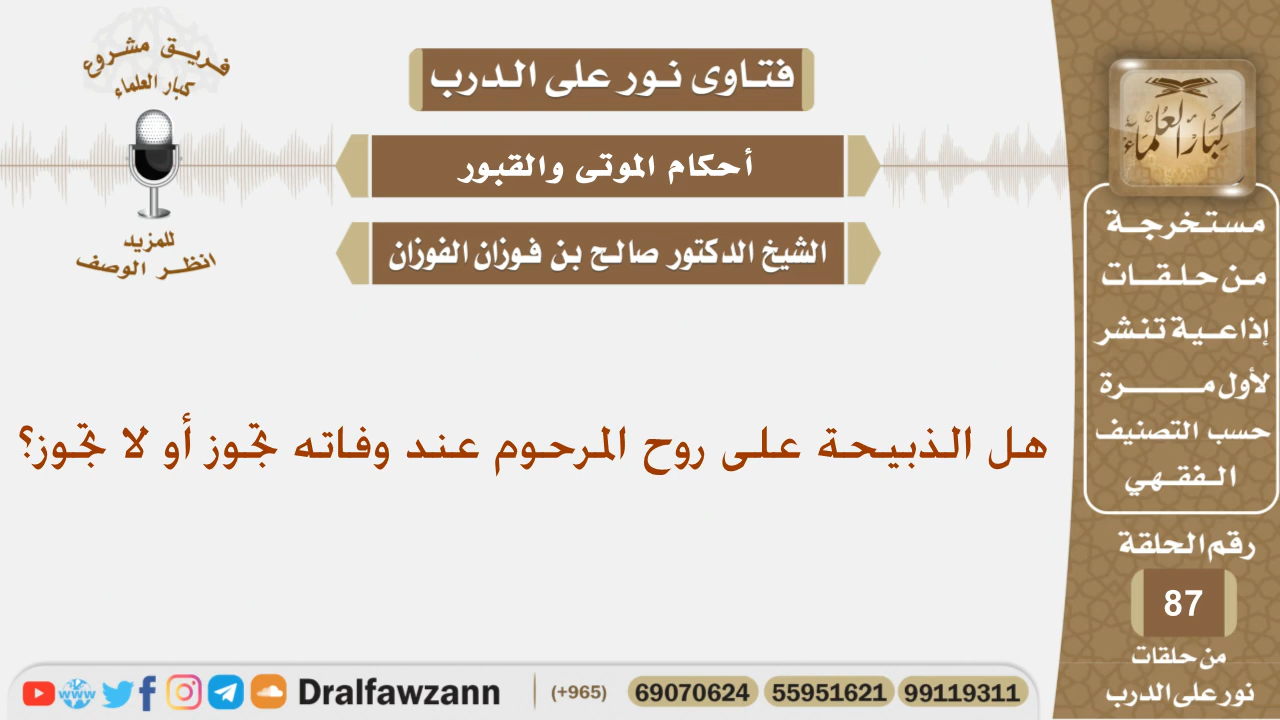 فريق مشروع
كبار العلماء
للمزيد
انظر الوصف
فتاوى نور على الدرب
أحكام الموتى والقبور
الشيخ الدكتور صالح بن فوزان الفوزان
هل الذبيحة على روح المرحوم عند وفاته تجوز أو لا تجوز؟
كبار العلماء
مستخرجة
من حلقات
إذاعية تنشر
لأول مرة
حسب التصنيف
الفقهي
رقم الحلقة
87
من حلقات
نور على الدرب
www
Dralfawzann
(+965)
69070624
55951621
99119311